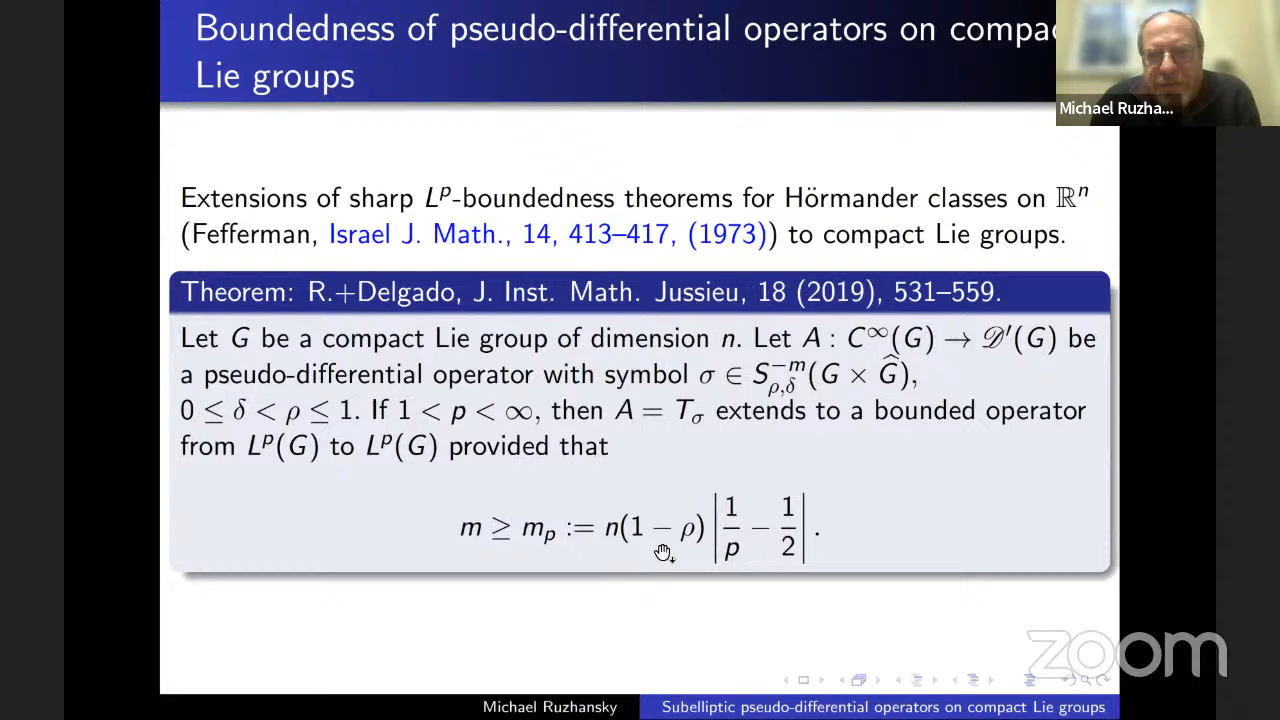 Boundedness of pseudo-differential operators on compac
Lie groups
Michael Ruzha...
Extensions of sharp Lᵖ-boundedness theorems for Hörmander classes on ℝⁿ
(Fefferman, Israel J. Math., 14, 413–417, (1973)) to compact Lie groups.
Theorem: R.+Delgado, J. Inst. Math. Jussieu, 18 (2019), 531–559.
Let G be a compact Lie group of dimension n. Let A : C^∞(G) → 𝒟′(G) be
a pseudo-differential operator with symbol σ ∈ S^{−m}_{ρ,δ}(G × Ĝ),
0 ≤ δ < ρ ≤ 1. If 1 < p < ∞, then A = T_σ extends to a bounded operator
from Lᵖ(G) to Lᵖ(G) provided that
m ≥ m_p := n(1 − ρ) |1/p − 1/2| .
zoom
Michael Ruzhansky
Subelliptic pseudo-differential operators on compact Lie groups